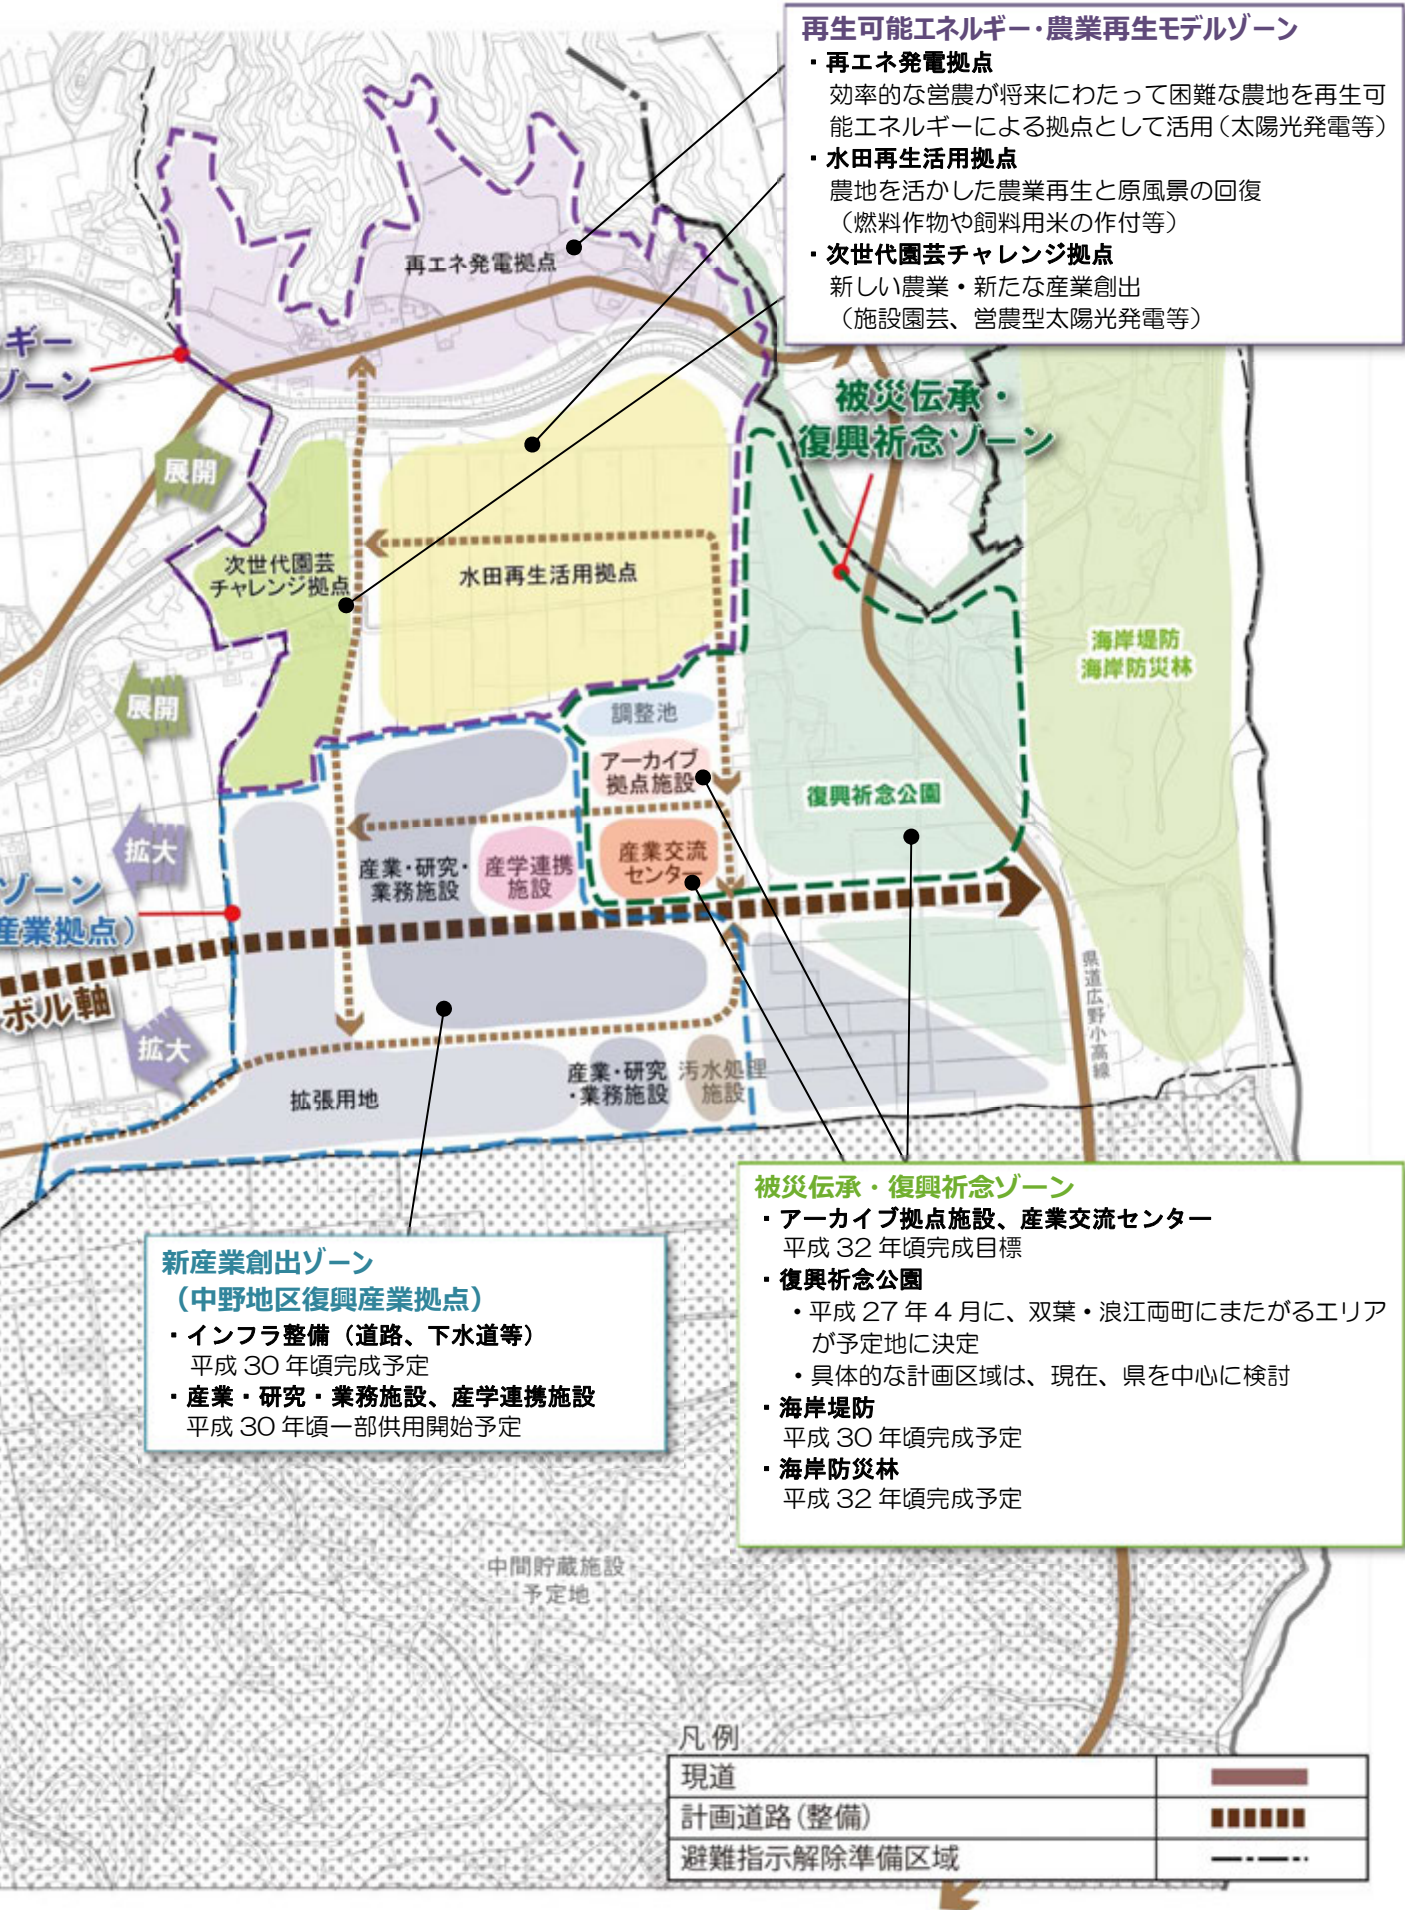 再生可能エネルギー・農業再生モデルゾーン
・再エネ発電拠点
効率的な営農が将来にわたって困難な農地を再生可
能エネルギーによる拠点として活用（太陽光発電等）
・水田再生活用拠点
農地を活かした農業再生と原風景の回復
（燃料作物や飼料用米の作付等）
・次世代園芸チャレンジ拠点
新しい農業・新たな産業創出
（施設園芸、営農型太陽光発電等）
再エネ発電拠点
ギー
ゾーン
被災伝承・
復興祈念ゾーン
展開
次世代園芸
チャレンジ拠点
水田再生活用拠点
海岸堤防
海岸防災林
展開
調整池
アーカイブ
拠点施設
復興祈念公園
拡大
産業・研究・
業務施設
産学連携
施設
産業交流
センター
ゾーン
産業拠点）
ボル軸
県道広野小高線
拡大
拡張用地
産業・研究
・業務施設
汚水処理
施設
被災伝承・復興祈念ゾーン
・アーカイブ拠点施設、産業交流センター
平成 32 年頃完成目標
・復興祈念公園
・平成 27 年 4 月に、双葉・浪江両町にまたがるエリア
が予定地に決定
・具体的な計画区域は、現在、県を中心に検討
・海岸堤防
平成 30 年頃完成予定
・海岸防災林
平成 32 年頃完成予定
新産業創出ゾーン
（中野地区復興産業拠点）
・インフラ整備（道路、下水道等）
平成 30 年頃完成予定
・産業・研究・業務施設、産学連携施設
平成 30 年頃一部供用開始予定
中間貯蔵施設
予定地
凡例
現道
計画道路（整備）
避難指示解除準備区域